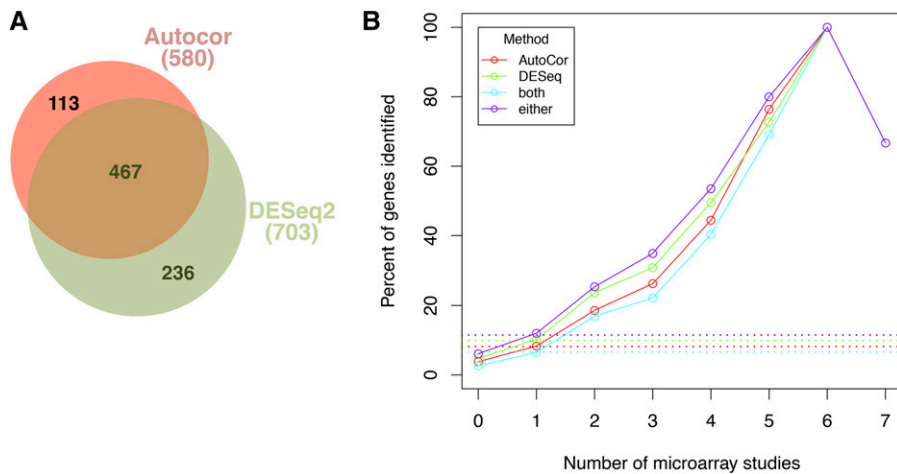 A
Autocor
(580)
113
467
DESeq2
(703)
236
B
Method
AutoCor
DESeq
both
either
Percent of genes identified
100
80
60
40
20
0
0 1 2 3 4 5 6 7
Number of microarray studies